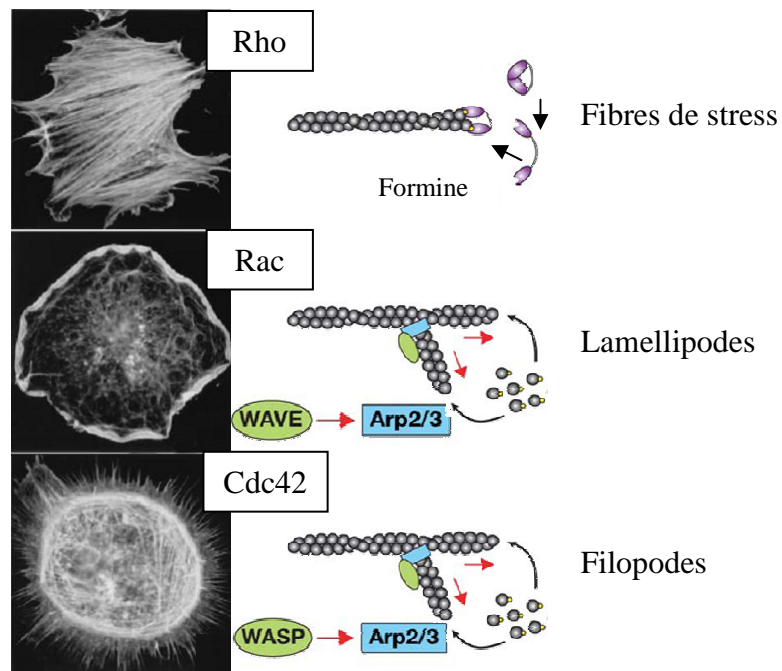 Rho
Fibres de stress
Formine
Rac
Lamellipodes
WAVE
Arp2/3
Cdc42
Filopodes
WASP
Arp2/3